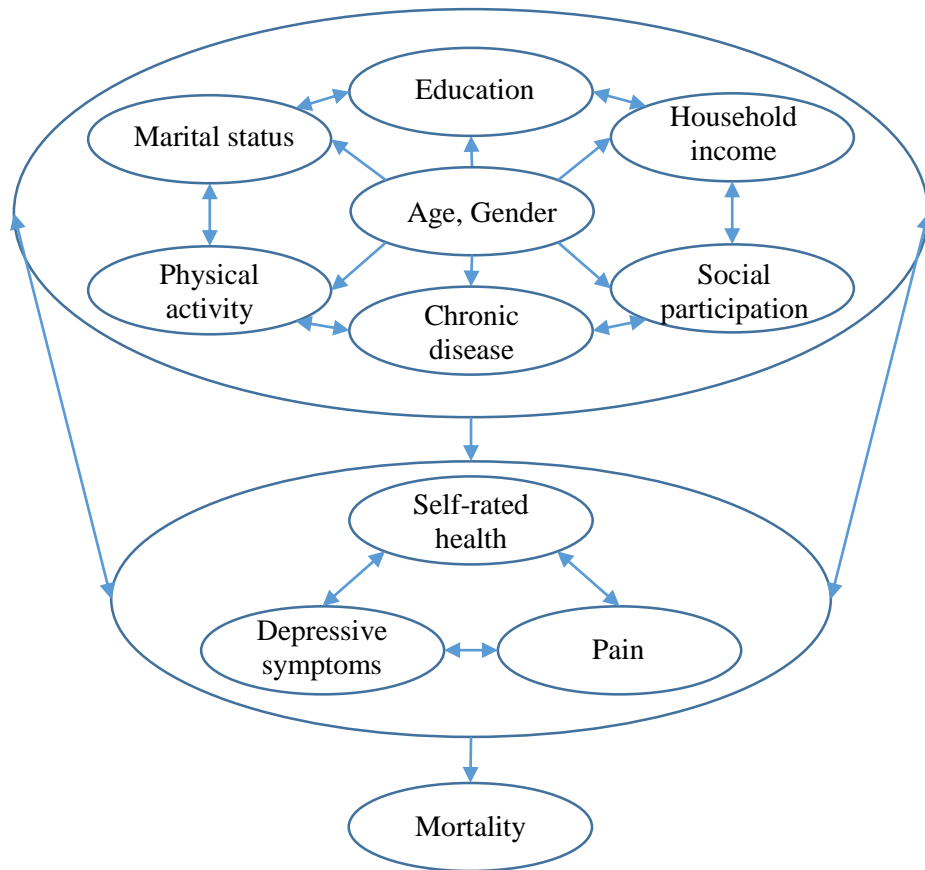 Education
Marital status
Household
income
Age, Gender
Physical
activity
Social
participation
Chronic
disease
Self-rated
health
Depressive
symptoms
Pain
Mortality